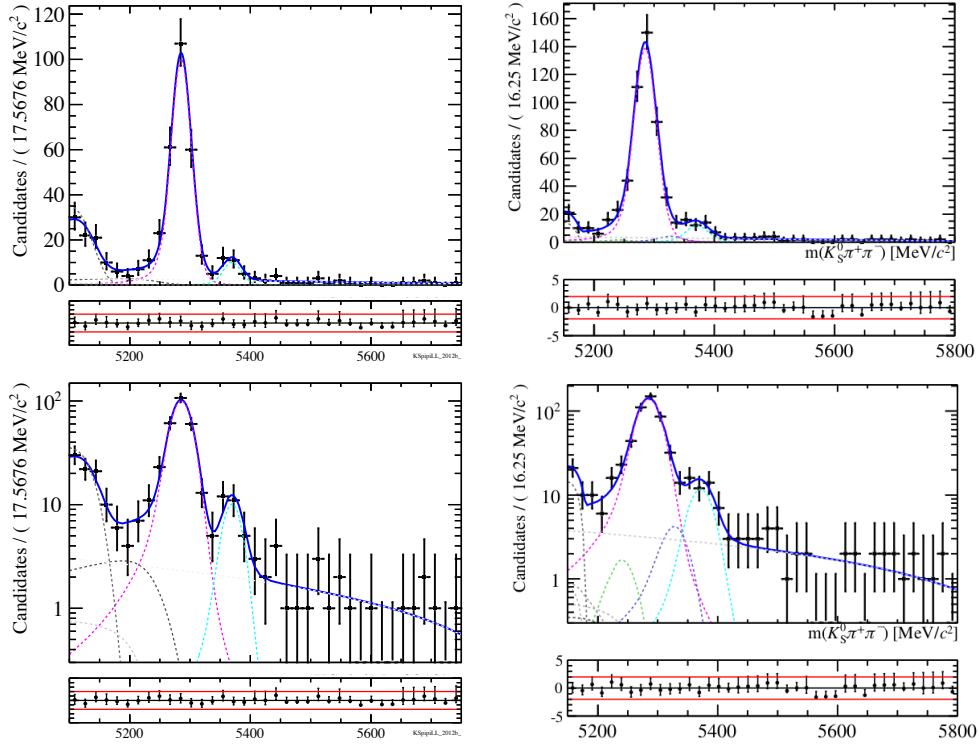 Candidates / ( 17.5676 MeV/c²)
120
100
80
60
40
20
0
5200 5400 5600
KSpipiLL_2012b_
Candidates / ( 16.25 MeV/c²)
160
140
120
100
80
60
40
20
0
m(K⁰_S π⁺π⁻) [MeV/c²]
5
0
-5
5200 5400 5600 5800
Candidates / ( 17.5676 MeV/c²)
10²
10
1
5200 5400 5600
KSpipiLL_2012b_
Candidates / ( 16.25 MeV/c²)
10²
10
1
m(K⁰_S π⁺π⁻) [MeV/c²]
5
0
-5
5200 5400 5600 5800